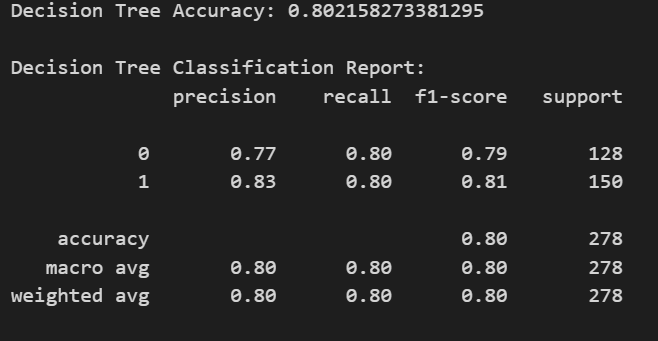 Decision Tree Accuracy: 0.802158273381295
Decision Tree Classification Report:
precision recall f1-score support
0 0.77 0.80 0.79 128
1 0.83 0.80 0.81 150
accuracy 0.80 278
macro avg 0.80 0.80 0.80 278
weighted avg 0.80 0.80 0.80 278